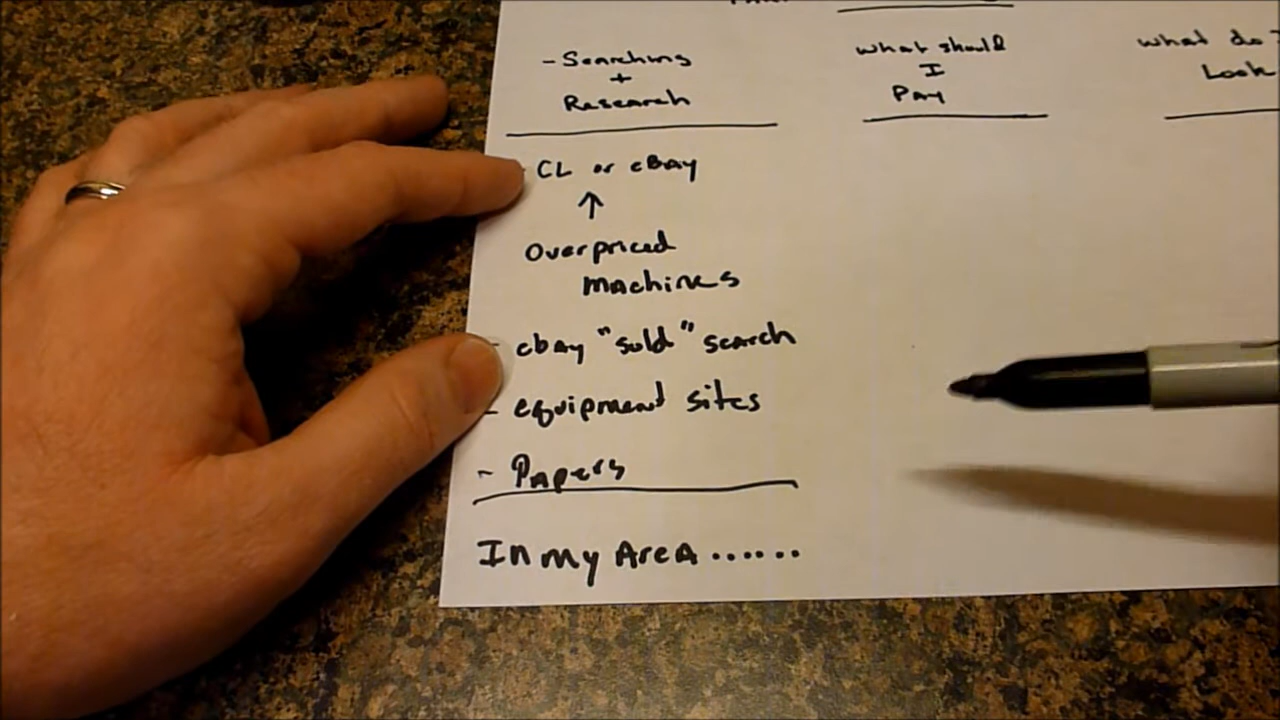 - Searching
+
Research
What should
I
Pay
What do
Look
CL or eBay
↑
Overpriced
Machines
- ebay "sold" search
- equipment sites
- Papers
In my Area ......